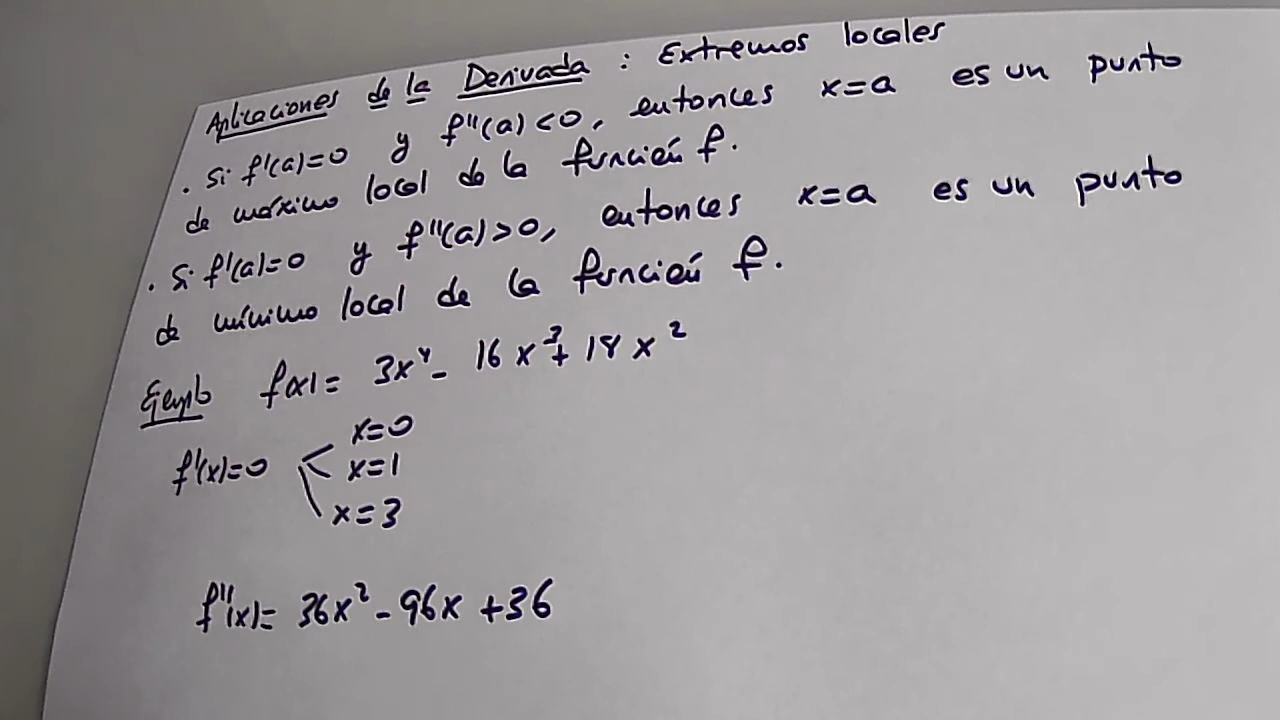 Aplicaciones de la Derivada : Extremos locales
. Si f'(a)=0 y f''(a)<0, entonces x=a es un punto
de máximo local de la función f.
. Si f'(a)=0 y f''(a)>0, entonces x=a es un punto
de mínimo local de la función f.
Ejemplo f(x)= 3x⁴ - 16x³ + 18x²
f'(x)=0 x=0
x=1
x=3
f''(x)= 36x² - 96x + 36